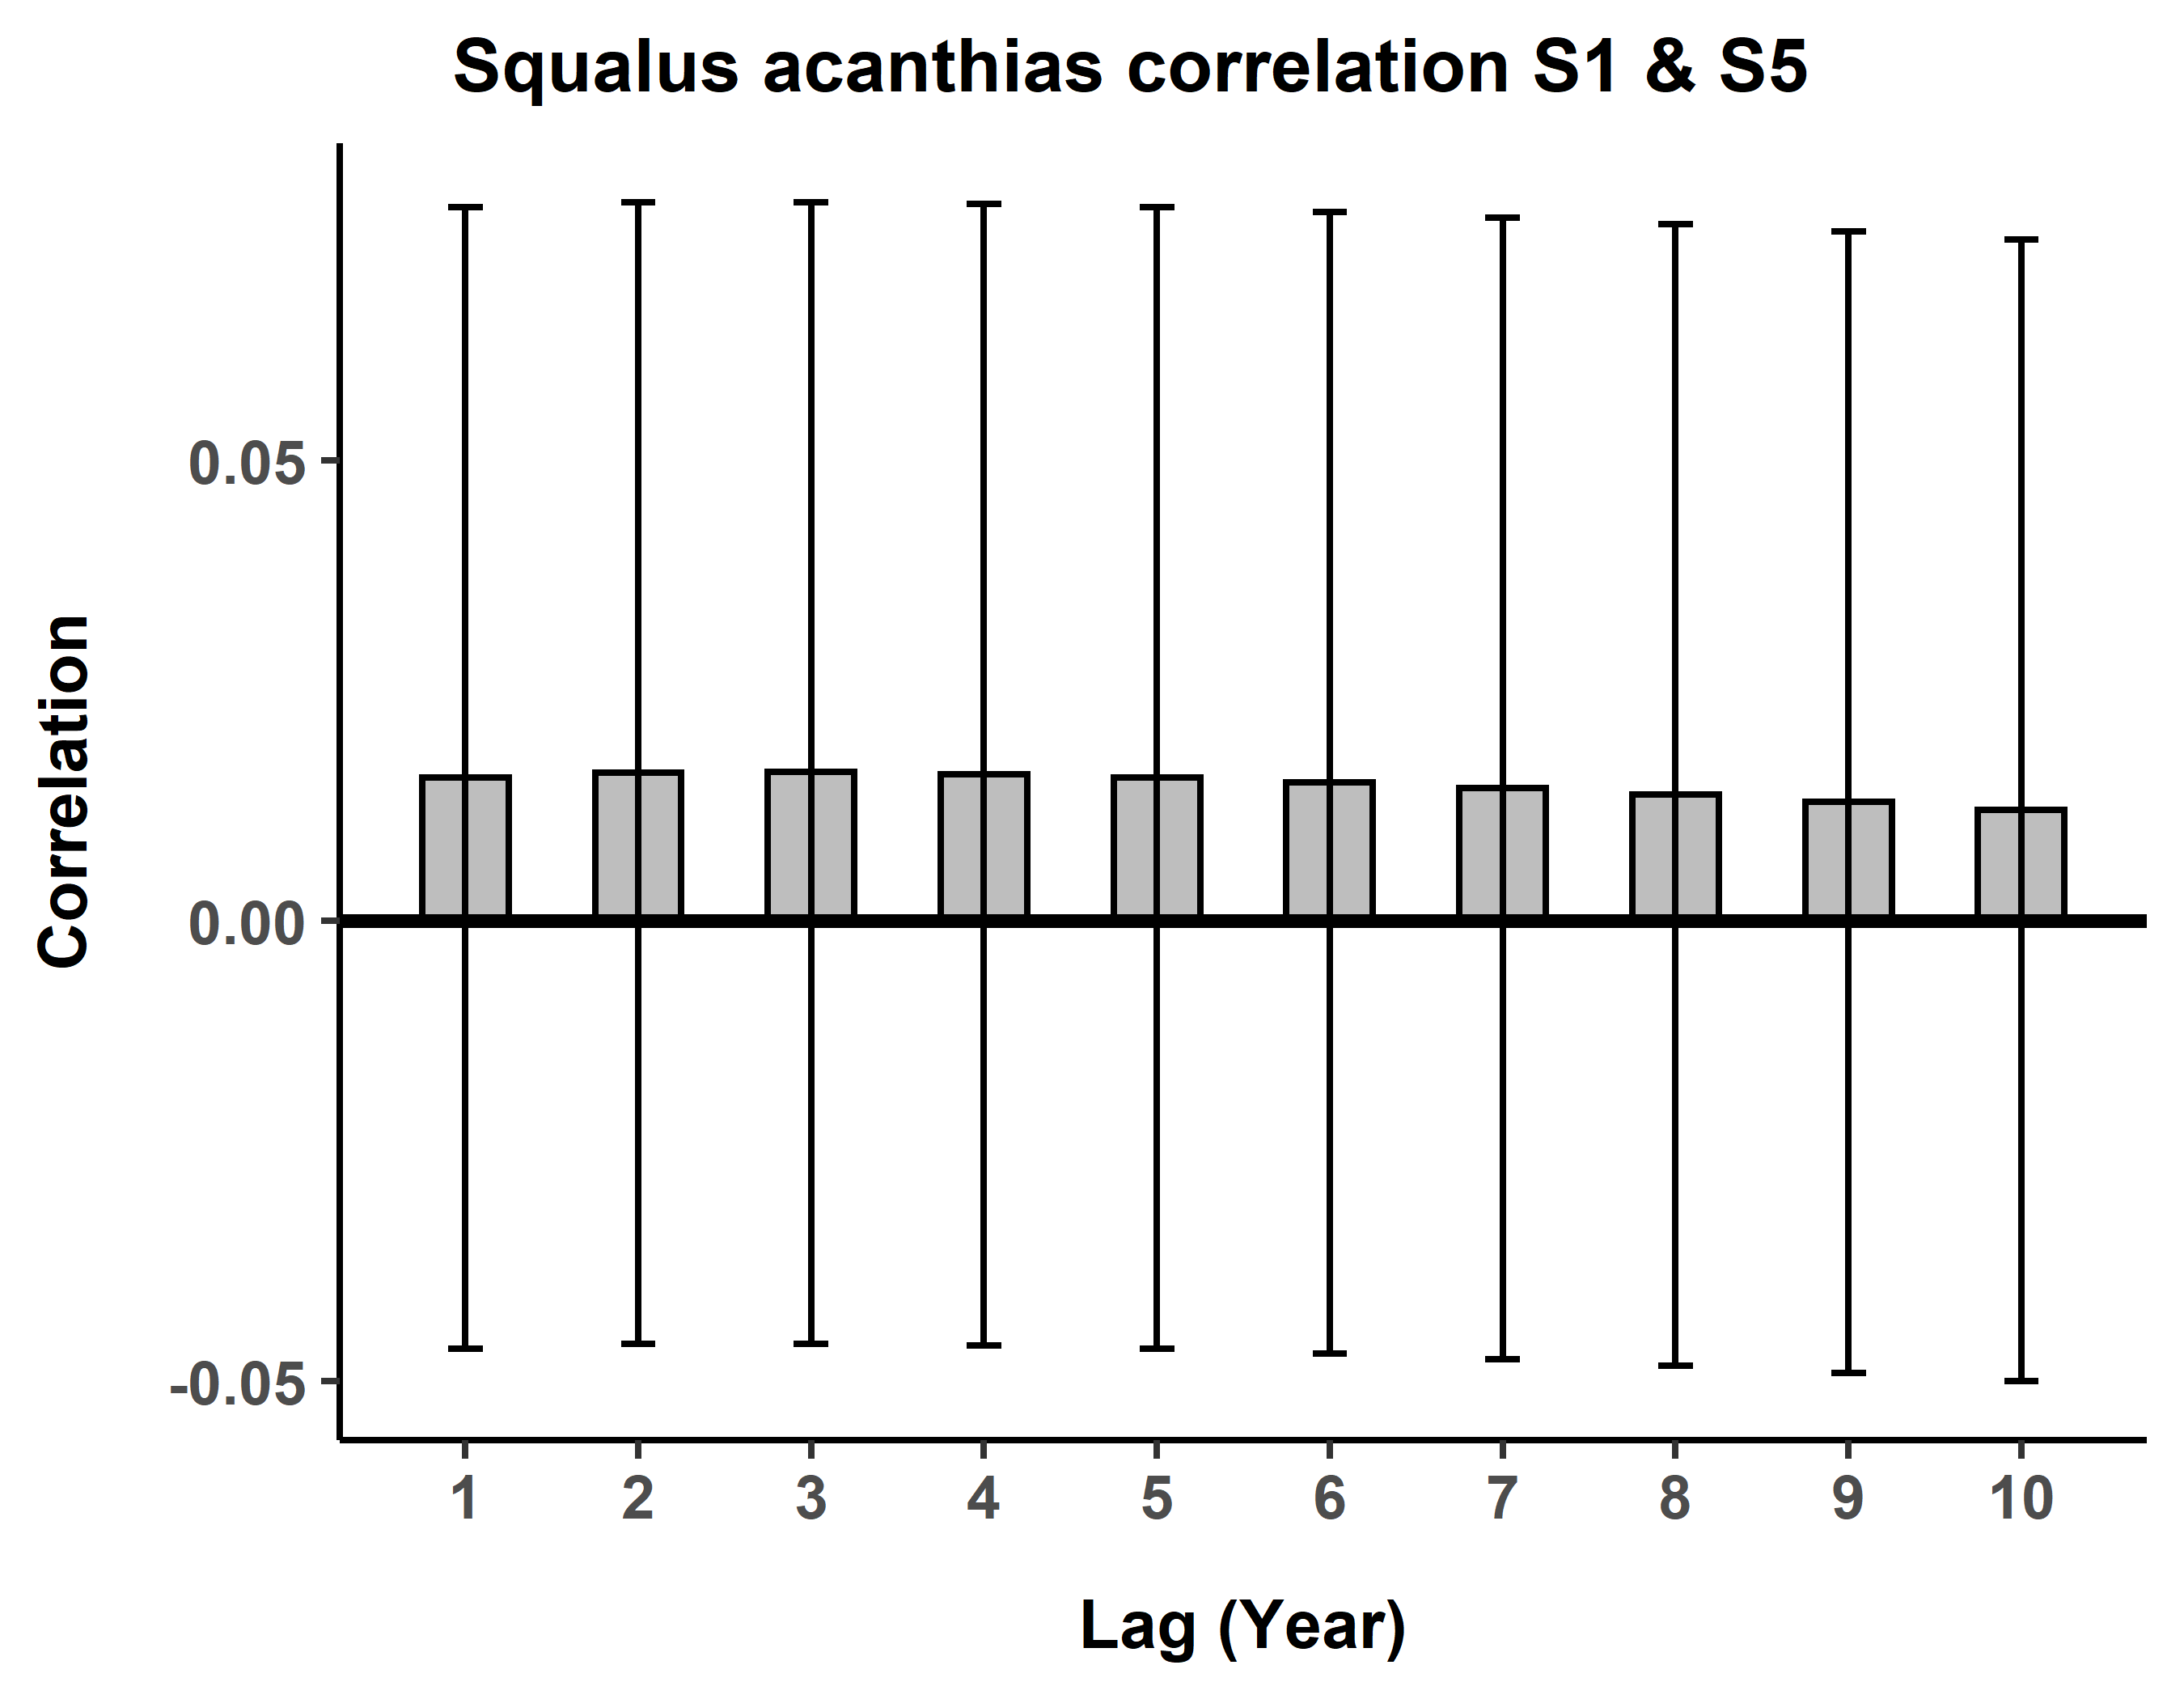 Squalus acanthias correlation S1 & S5
Correlation
0.05
0.00
-0.05
1 2 3 4 5 6 7 8 9 10
Lag (Year)